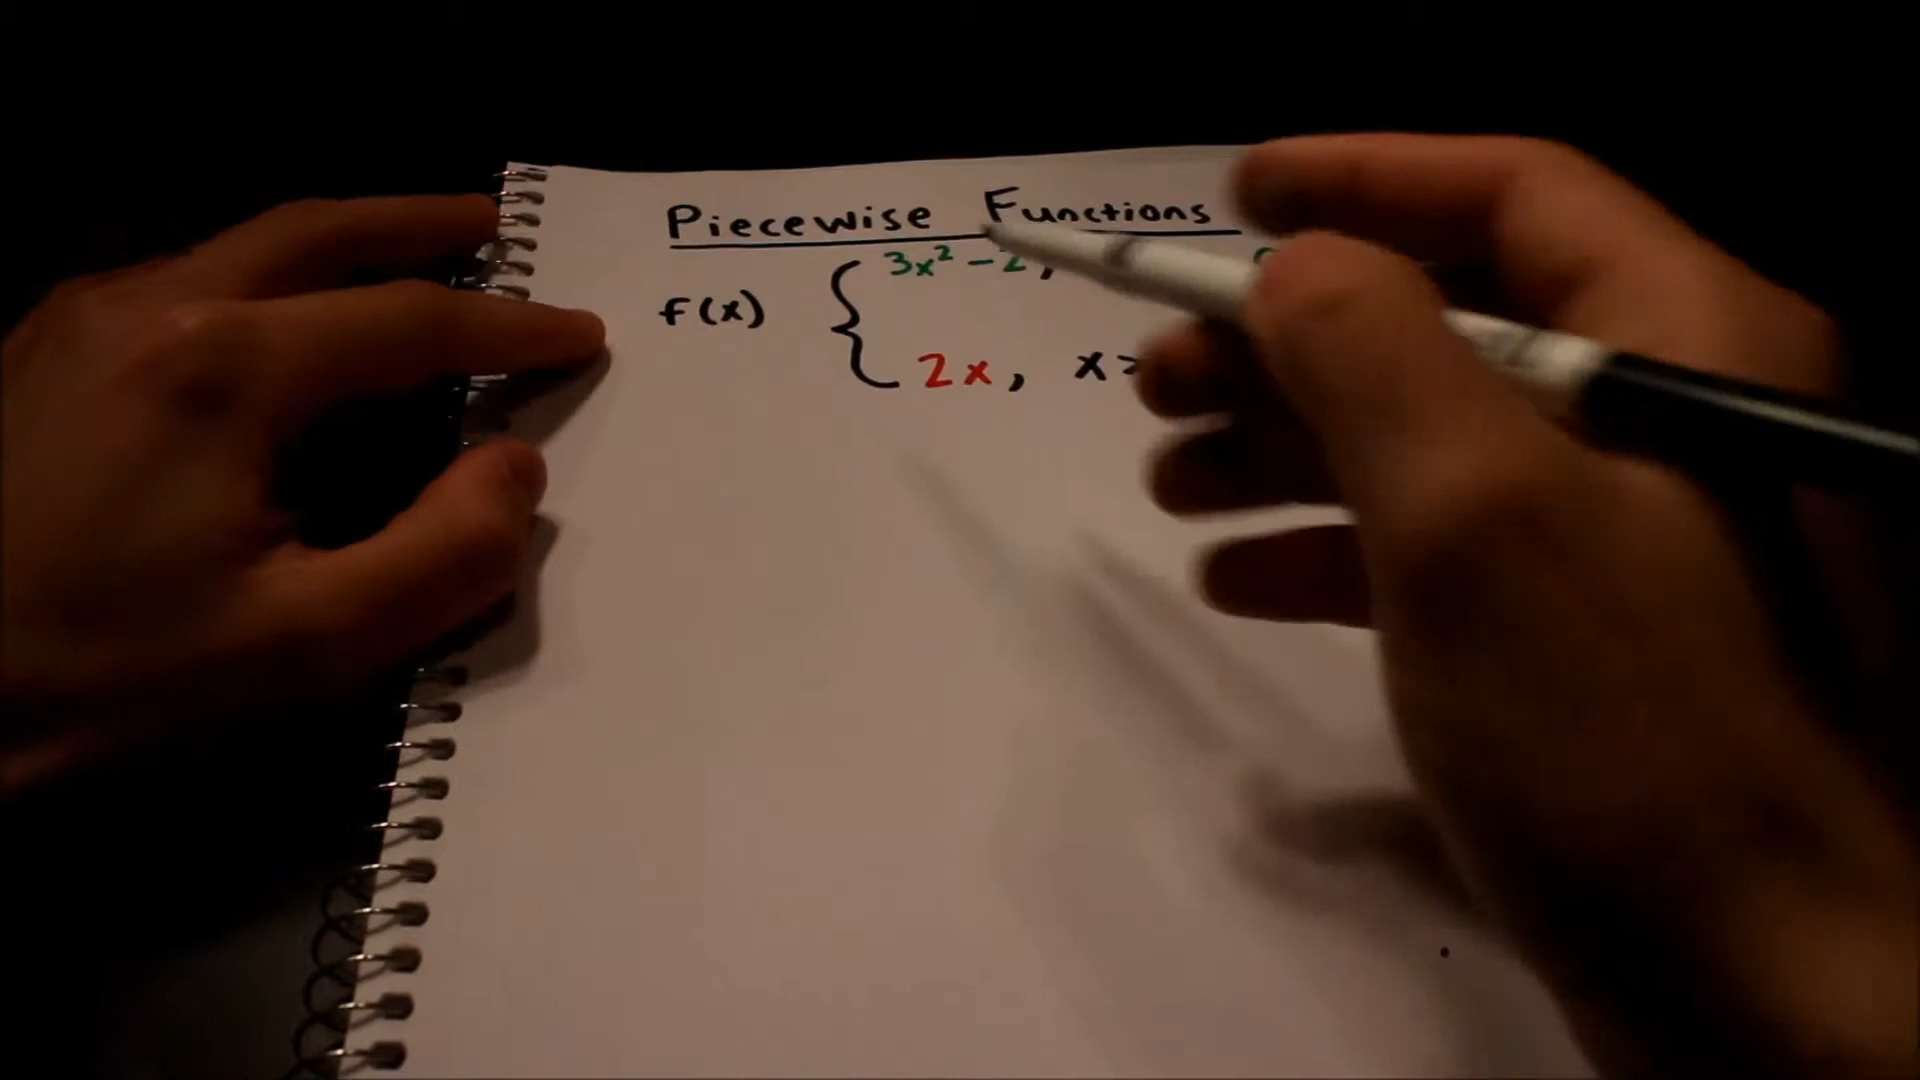 Piecewise Functions
3x² - 2,
f(x) {
2x, x